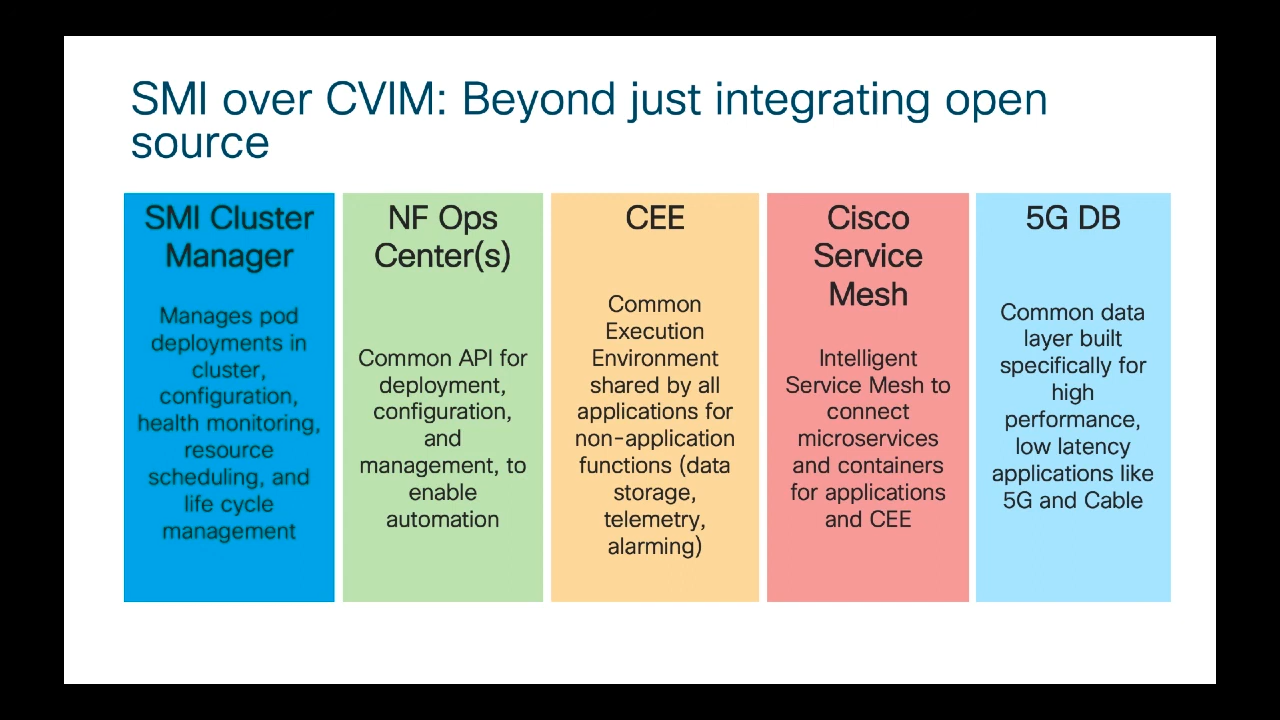 SMI over CVIM: Beyond just integrating open
source
SMI Cluster
Manager
Manages pod
deployments in
cluster,
configuration,
health monitoring,
resource
scheduling, and
life cycle
management
NF Ops
Center(s)
Common API for
deployment,
configuration,
and
management, to
enable
automation
CEE
Common
Execution
Environment
shared by all
applications for
non-application
functions (data
storage,
telemetry,
alarming)
Cisco
Service
Mesh
Intelligent
Service Mesh to
connect
microservices
and containers
for applications
and CEE
5G DB
Common data
layer built
specifically for
high
performance,
low latency
applications like
5G and Cable